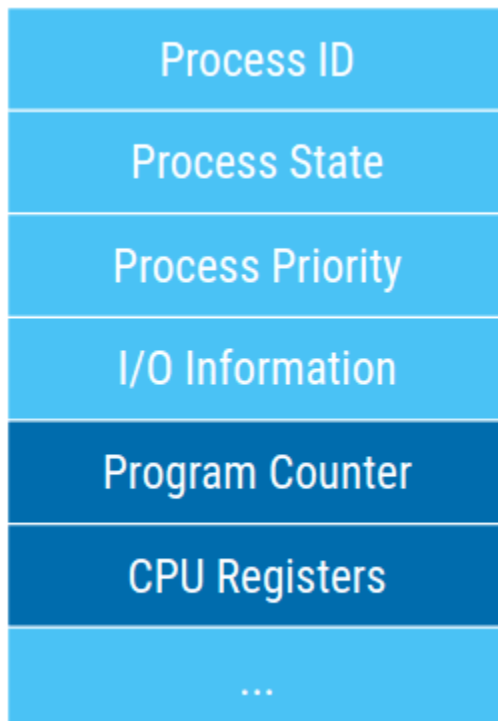 Process ID
Process State
Process Priority
I/O Information
Program Counter
CPU Registers
...